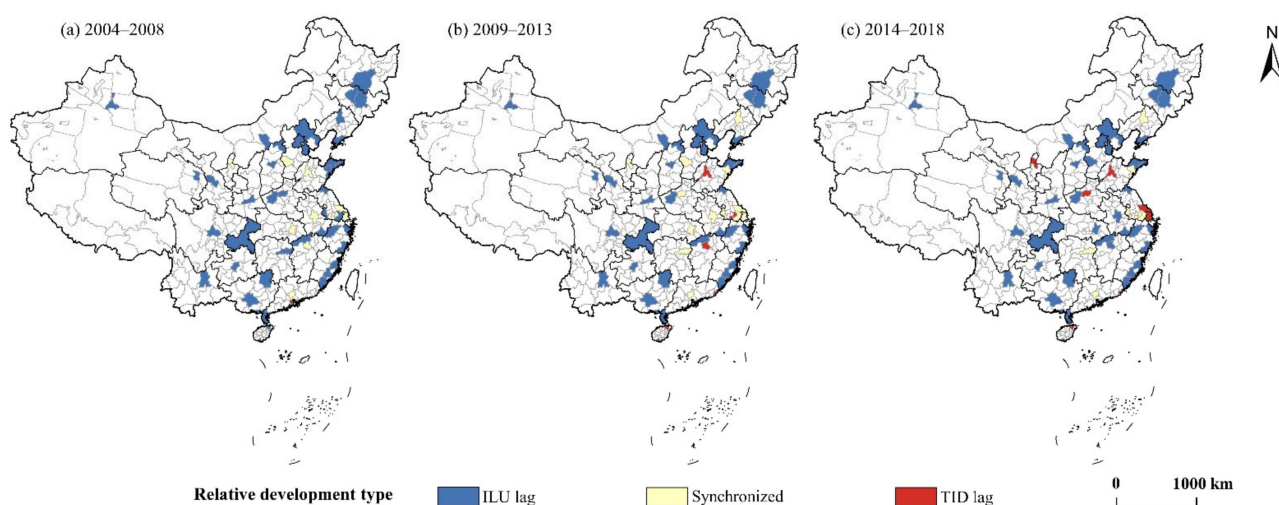 (a) 2004–2008
(b) 2009–2013
(c) 2014–2018
N
Relative development type
ILU lag
Synchronized
TID lag
0
1000 km